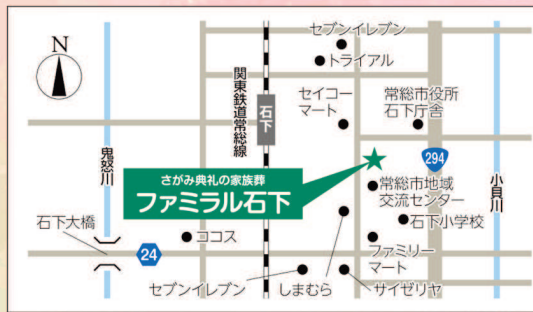 N
セブンイレブン
トライアル
関東鉄道常総線
石下
セイコー
マート
常総市役所
石下庁舎
鬼怒川
さがみ典礼の家族葬
ファミラル石下
294
小貝川
常総市地域
交流センター
石下小学校
石下大橋
24
ココス
ファミリー
マート
セブンイレブン
しまむら
サイゼリヤ